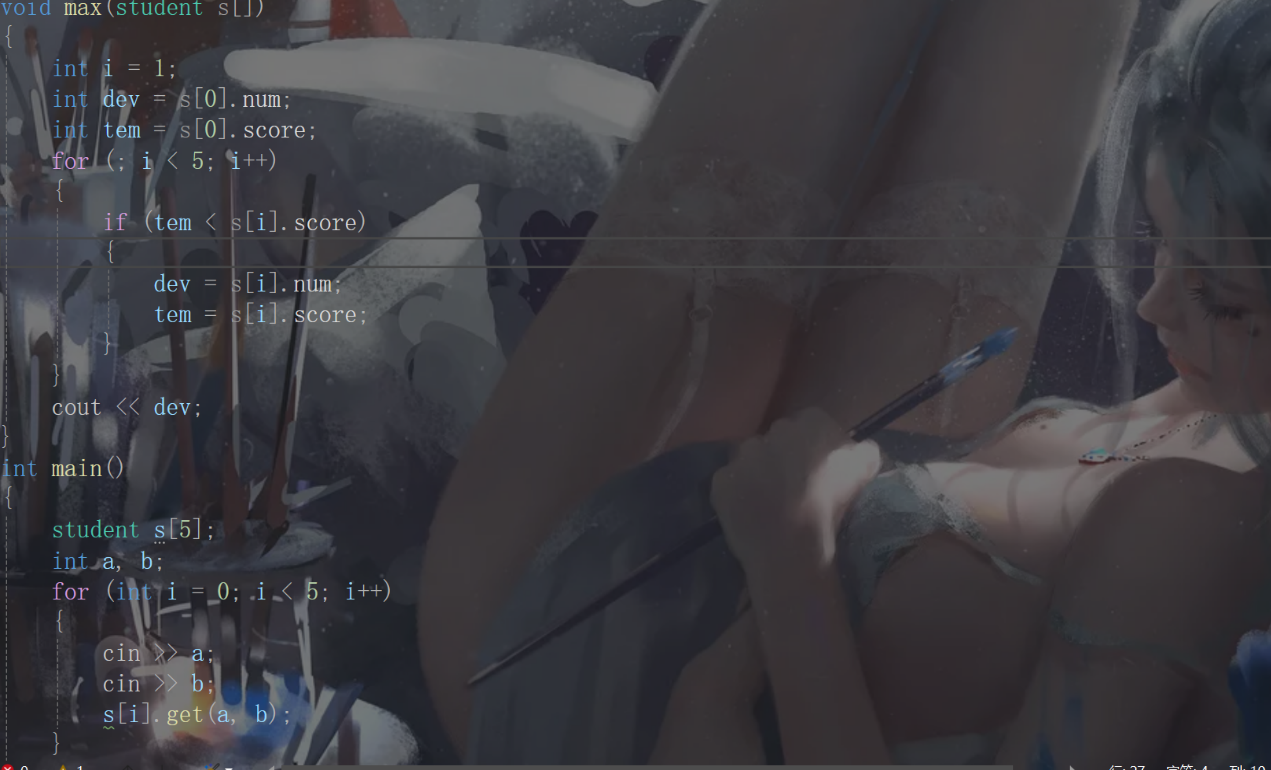 void max(student s[])
{
int i = 1;
int dev = s[0].num;
int tem = s[0].score;
for (; i < 5; i++)
{
if (tem < s[i].score)
{
dev = s[i].num;
tem = s[i].score;
}
}
cout << dev;
}
int main()
{
student s[5];
int a, b;
for (int i = 0; i < 5; i++)
{
cin >> a;
cin >> b;
s[i].get(a, b);
}